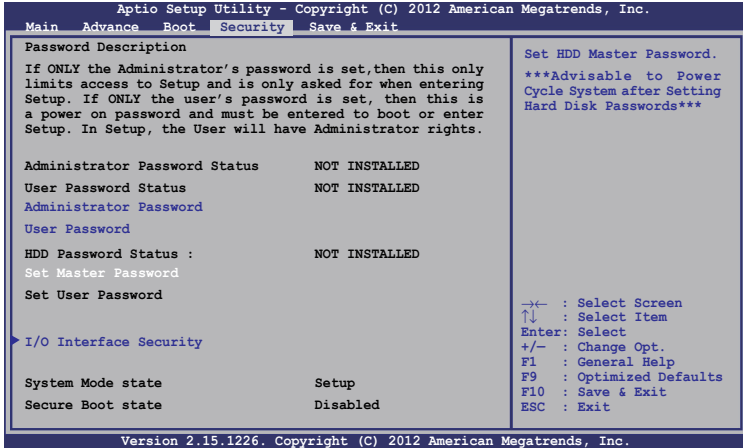 Aptio Setup Utility - Copyright (C) 2012 American Megatrends, Inc.
Main Advance Boot Security Save & Exit
Password Description
If ONLY the Administrator's password is set,then this only
limits access to Setup and is only asked for when entering
Setup. If ONLY the user's password is set, then this is
a power on password and must be entered to boot or enter
Setup. In Setup, the User will have Administrator rights.
Administrator Password Status NOT INSTALLED
User Password Status NOT INSTALLED
Administrator Password
User Password
HDD Password Status : NOT INSTALLED
Set Master Password
Set User Password
I/O Interface Security
System Mode state Setup
Secure Boot state Disabled
Set HDD Master Password.
***Advisable to Power
Cycle System after Setting
Hard Disk Passwords***
→← : Select Screen
↑↓ : Select Item
Enter: Select
+/— : Change Opt.
F1 : General Help
F9 : Optimized Defaults
F10 : Save & Exit
ESC : Exit
Version 2.15.1226. Copyright (C) 2012 American Megatrends, Inc.